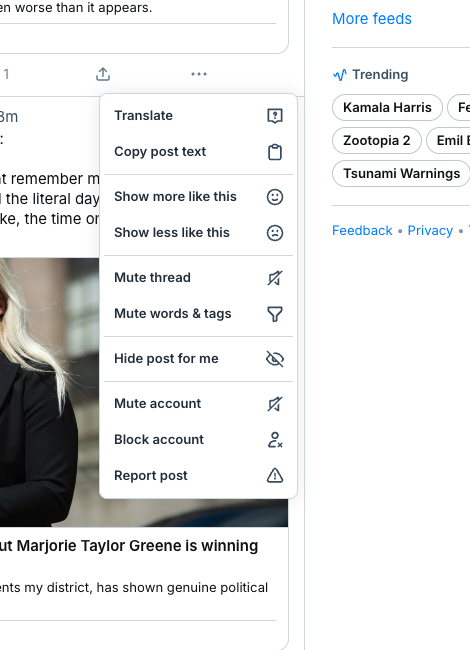 en worse than it appears.
1
8m
:
t remember m
the literal day
ke, the time or
Translate
Copy post text
Show more like this
Show less like this
Mute thread
Mute words & tags
Hide post for me
Mute account
Block account
Report post
ut Marjorie Taylor Greene is winning
ents my district, has shown genuine political
More feeds
Trending
Kamala Harris
Fe
Zootopia 2
Emil E
Tsunami Warnings
Feedback • Privacy •